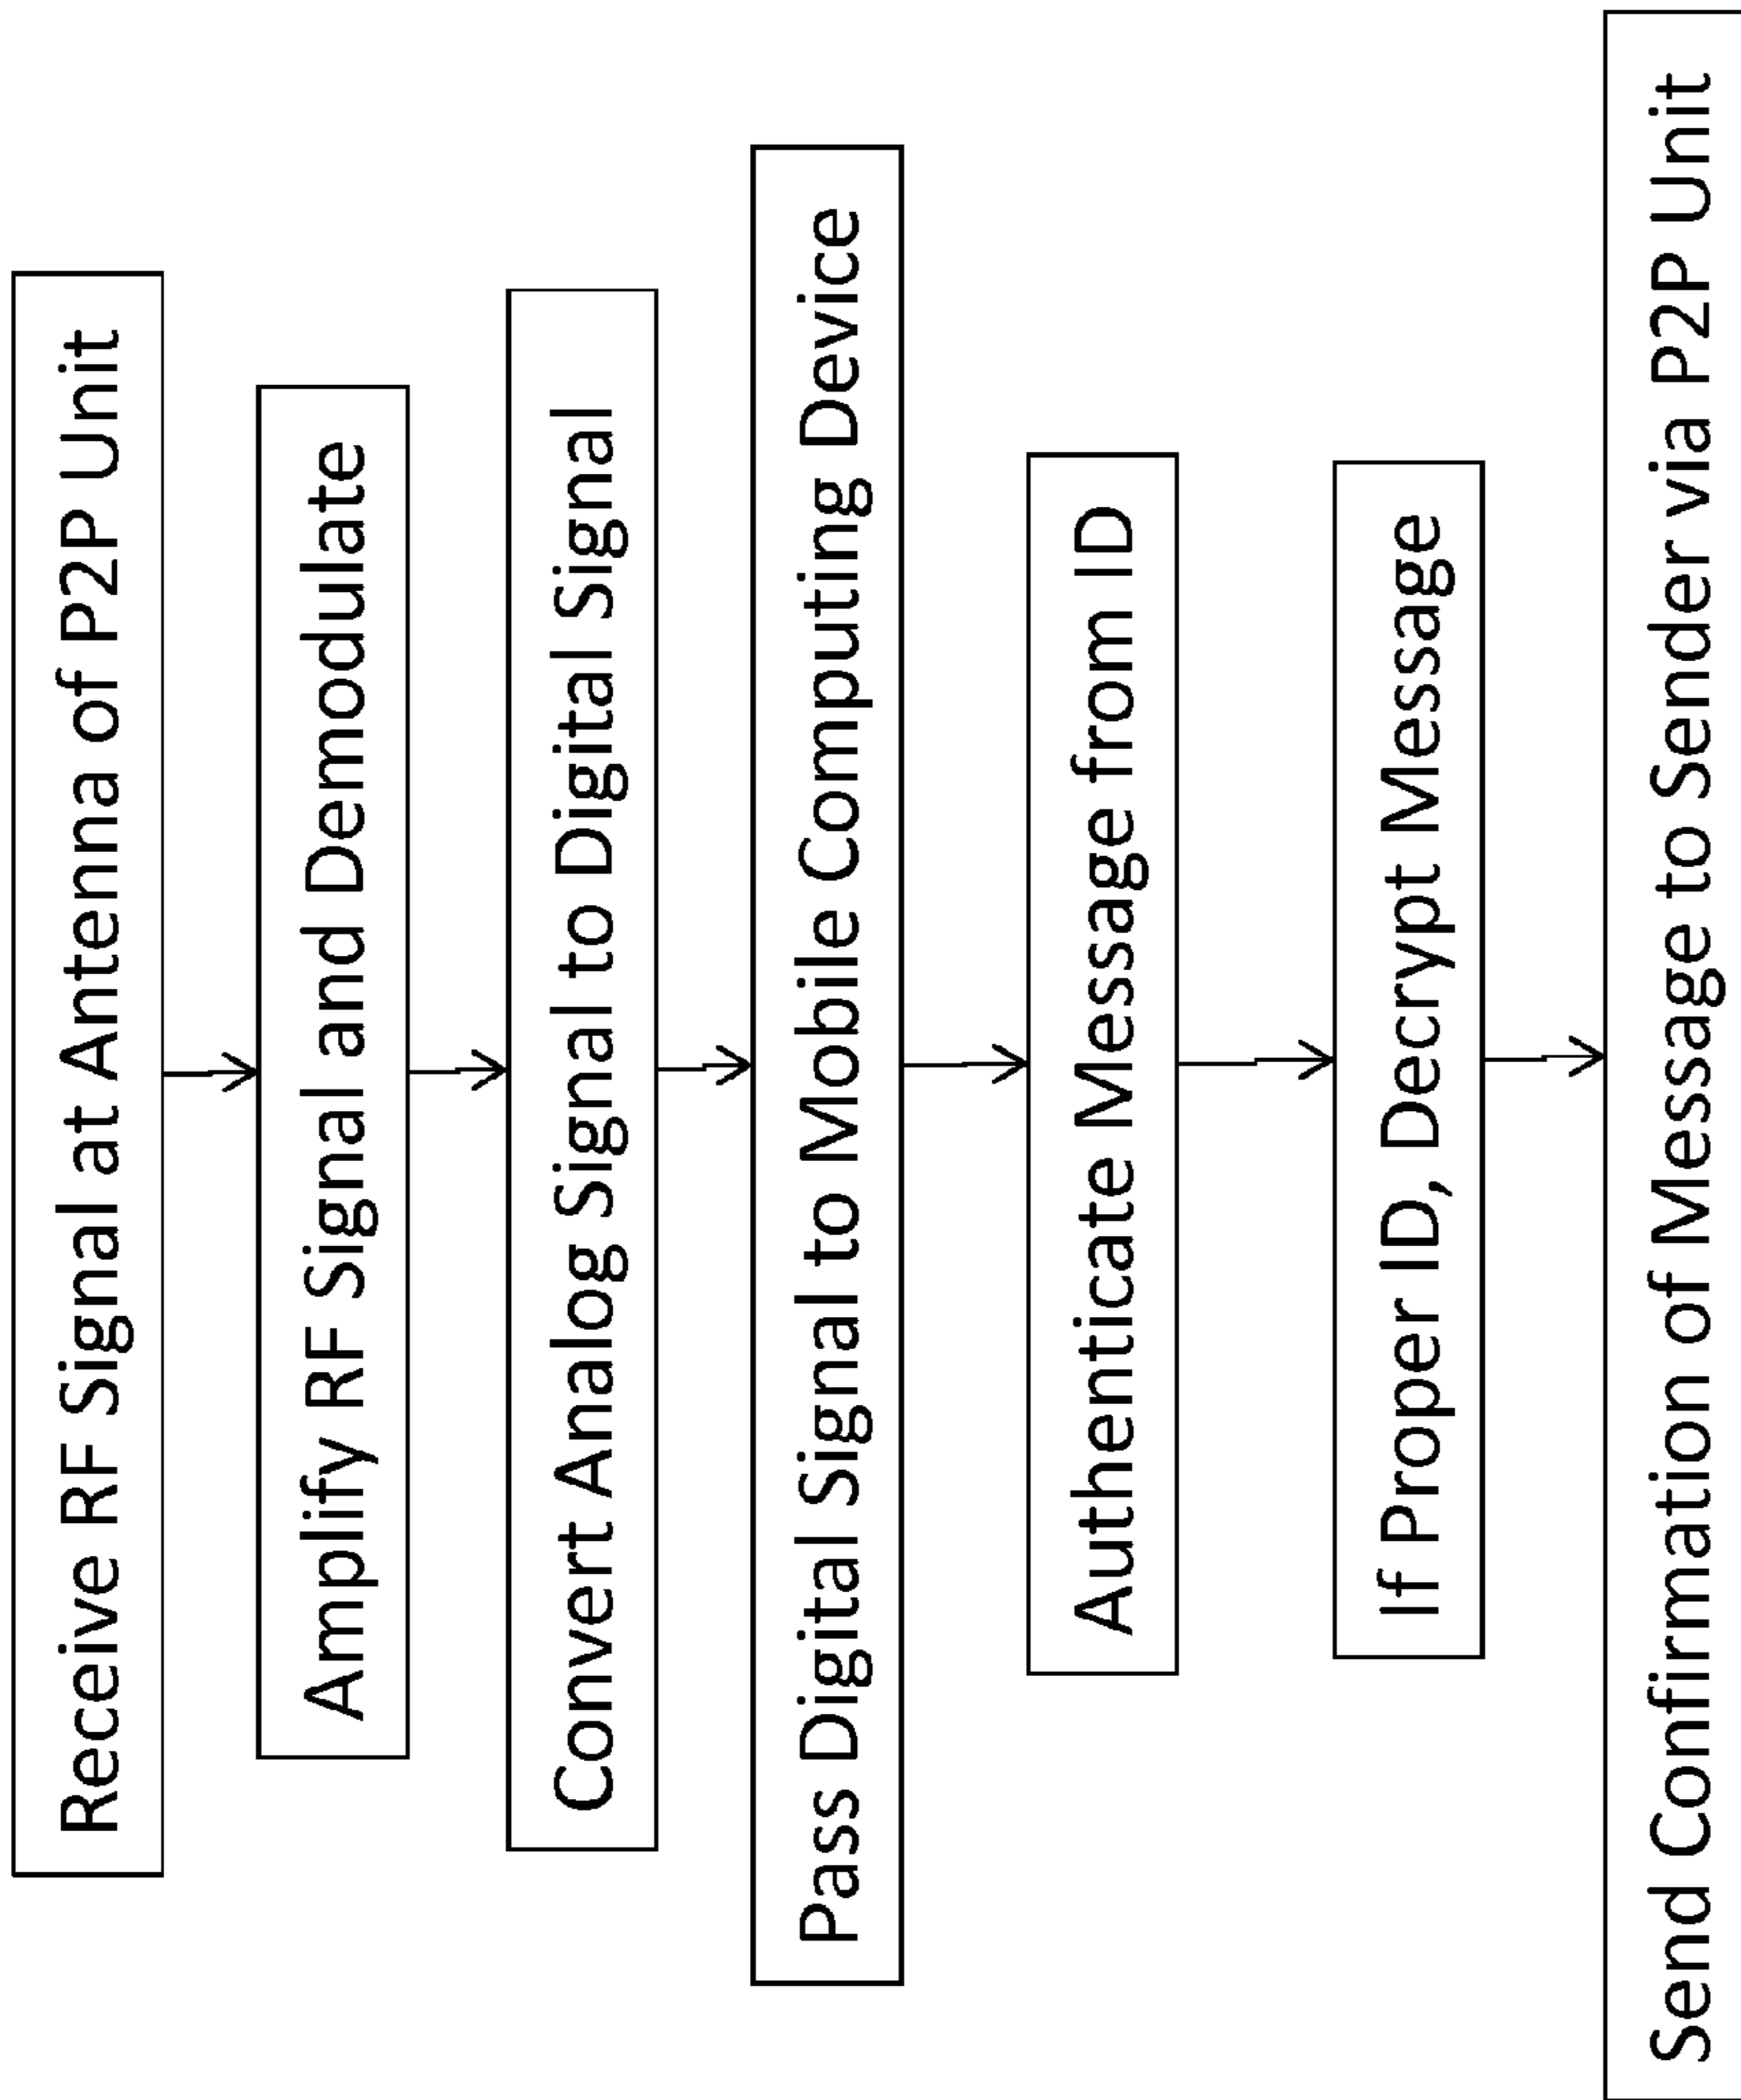 Receive RF Signal at Antenna of P2P Unit
Amplify RF Signal and Demodulate
Convert Analog Signal to Digital Signal
Pass Digital Signal to Mobile Computing Device
Authenticate Message from ID
If Proper ID, Decrypt Message
Send Confirmation of Message to Sender via P2P Unit